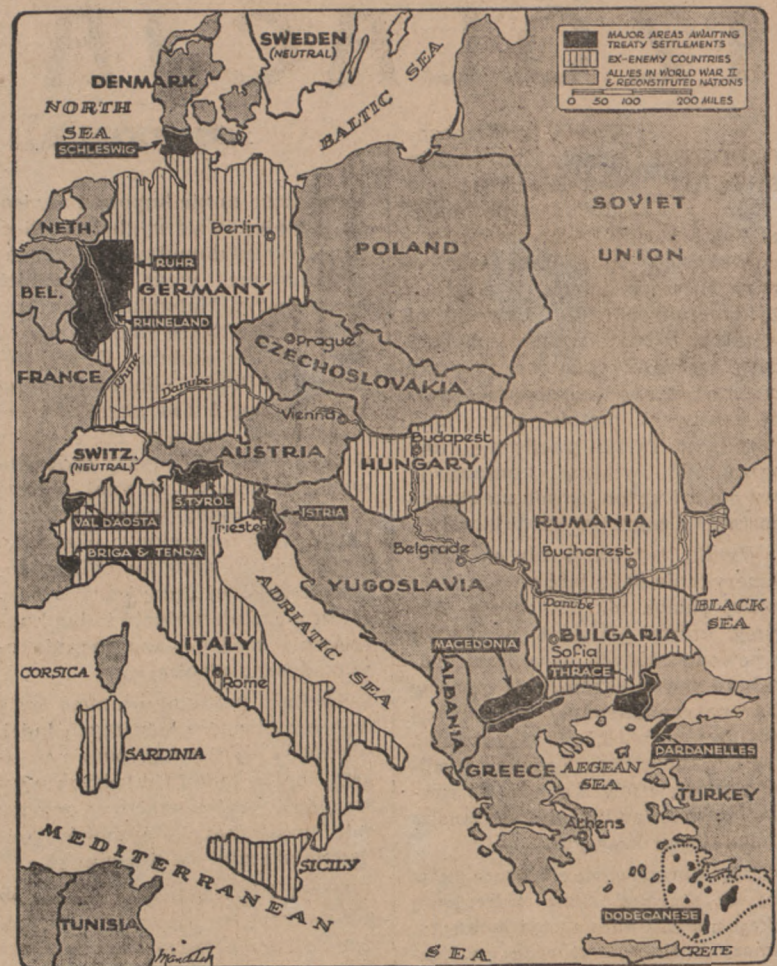 SWEDEN
(NEUTRAL)
MAJOR AREAS AWAITING
TREATY SETTLEMENTS
EX-ENEMY COUNTRIES
ALLIES IN WORLD WAR II
& RECONSTITUTED NATIONS
0 50 100 200 MILES
DENMARK
NORTH
SEA
BALTIC SEA
SCHLESWIG
SOVIET
UNION
NETH.
Berlin
POLAND
RUHR
BEL.
GERMANY
RHINELAND
Prague
CZECHOSLOVAKIA
FRANCE
Rhine
Danube
Vienna
SWITZ.
(NEUTRAL)
AUSTRIA
Budapest
HUNGARY
S.TYROL
VAL D'AOSTA
Trieste
ISTRIA
RUMANIA
BRIGA & TENDA
Belgrade
Bucharest
YUGOSLAVIA
Danube
BLACK
SEA
ADRIATIC SEA
ITALY
MACEDONIA
BULGARIA
Sofia
THRACE
CORSICA
Rome
ALBANIA
SARDINIA
DARDANELLES
GREECE
AEGEAN
SEA
TURKEY
MEDITERRANEAN
Athens
SICILY
DODECANESE
TUNISIA
SEA
CRETE